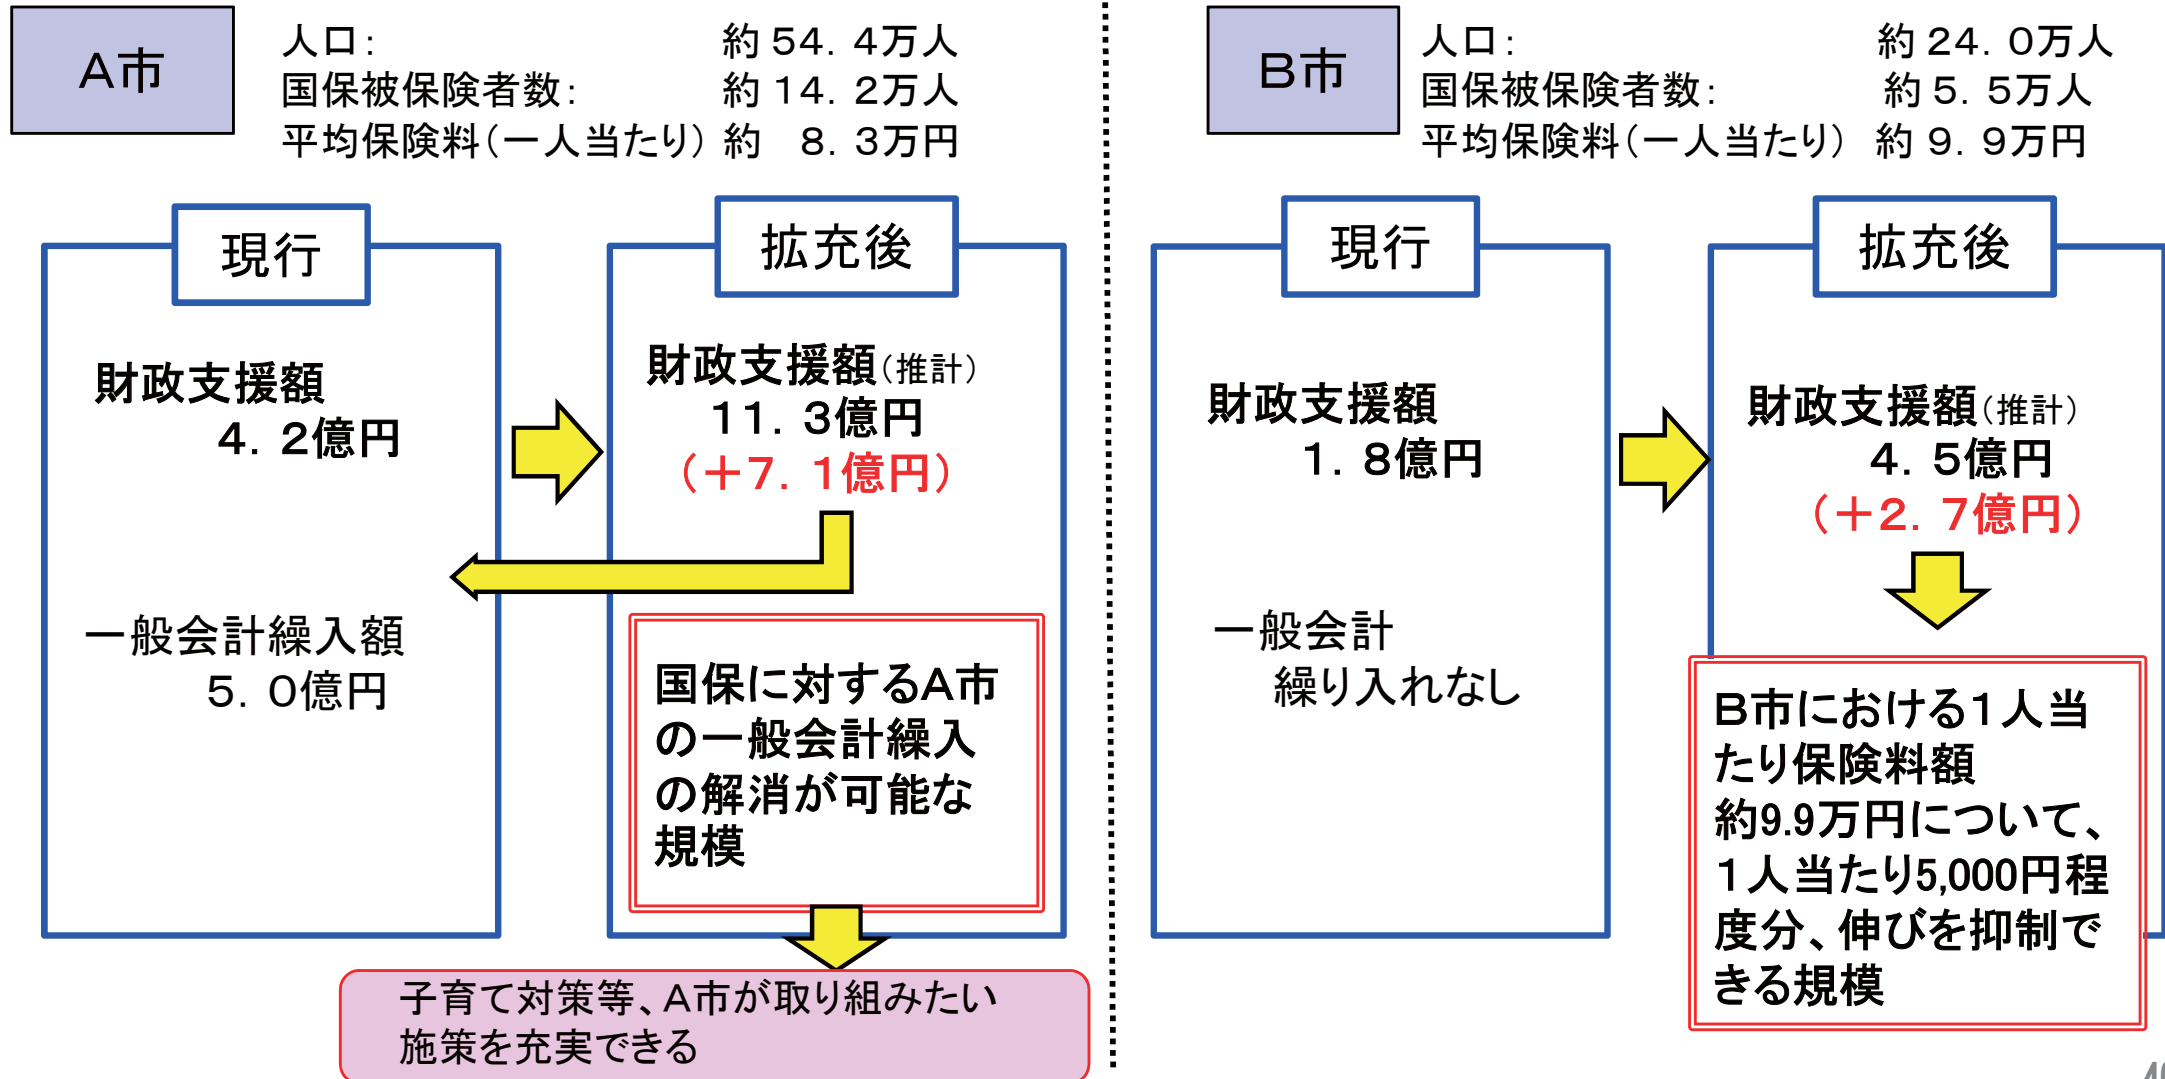 A市
人口： 約54．4万人
国保被保険者数： 約14．2万人
平均保険料（一人当たり） 約 8．3万円
現行
財政支援額
4．2億円
一般会計繰入額
5．0億円
拡充後
財政支援額（推計）
11．3億円
（＋7．1億円）
国保に対するA市
の一般会計繰入
の解消が可能な
規模
子育て対策等、A市が取り組みたい
施策を充実できる
B市
人口： 約24．0万人
国保被保険者数： 約5．5万人
平均保険料（一人当たり） 約9．9万円
現行
財政支援額
1．8億円
一般会計
繰り入れなし
拡充後
財政支援額（推計）
4．5億円
（＋2．7億円）
B市における1人当
たり保険料額
約9.9万円について、
1人当たり5,000円程
度分、伸びを抑制で
きる規模